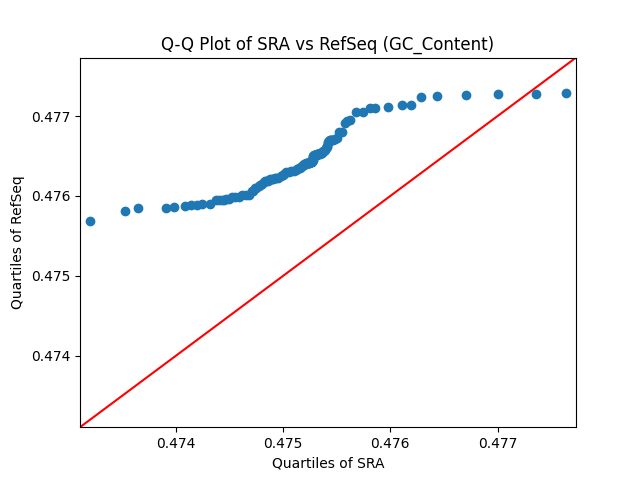 Q-Q Plot of SRA vs RefSeq (GC_Content)
0.477
0.476
0.475
0.474
Quartiles of RefSeq
0.474 0.475 0.476 0.477
Quartiles of SRA